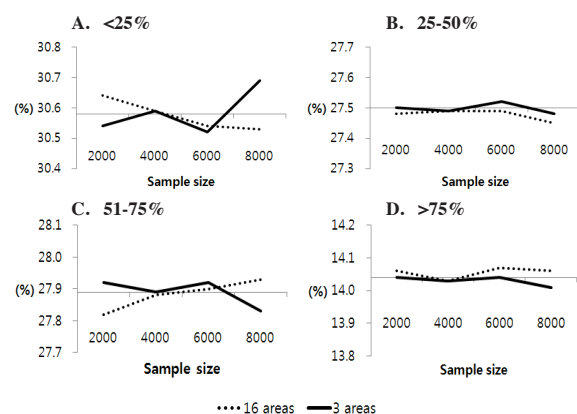 A. <25%
30.8
30.7
(%) 30.6
30.5
30.4
2000 4000 6000 8000
Sample size
B. 25-50%
27.7
27.6
(%) 27.5
27.4
27.3
2000 4000 6000 8000
Sample size
C. 51-75%
28.1
28.0
(%) 27.9
27.8
27.7
2000 4000 6000 8000
Sample size
D. >75%
14.2
14.1
(%) 14.0
13.9
13.8
2000 4000 6000 8000
Sample size
16 areas 3 areas